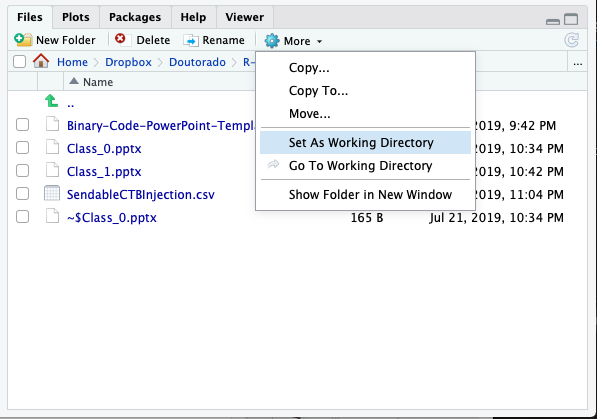 Files Plots Packages Help Viewer
New Folder Delete Rename More
Home Dropbox Doutorado R- ...
Name
Copy...
Copy To...
Move...
Set As Working Directory
Go To Working Directory
Show Folder in New Window
..
Binary-Code-PowerPoint-Templa 2019, 9:42 PM
Class_0.pptx 2019, 10:34 PM
Class_1.pptx 2019, 10:42 PM
SendableCTBInjection.csv 2019, 11:04 PM
~$Class_0.pptx 165 B Jul 21, 2019, 10:34 PM